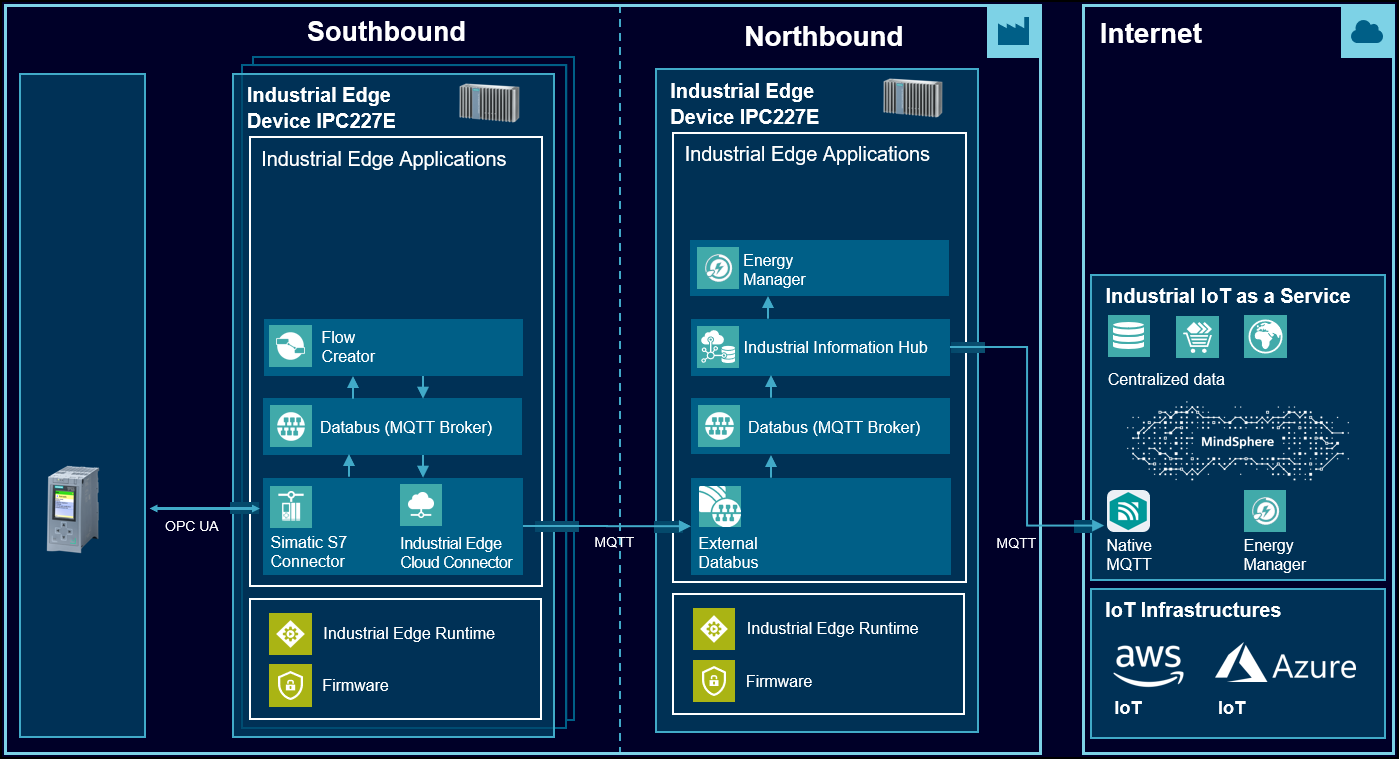 Southbound
Northbound
Internet
Industrial Edge
Device IPC227E
Industrial Edge Applications
Flow
Creator
Databus (MQTT Broker)
Simatic S7
Connector
Industrial Edge
Cloud Connector
Industrial Edge Runtime
Firmware
OPC UA
MQTT
Industrial Edge
Device IPC227E
Industrial Edge Applications
Energy
Manager
Industrial Information Hub
Databus (MQTT Broker)
External
Databus
Industrial Edge Runtime
Firmware
MQTT
Industrial IoT as a Service
Centralized data
MindSphere
Native
MQTT
Energy
Manager
IoT Infrastructures
aws
IoT
Azure
IoT